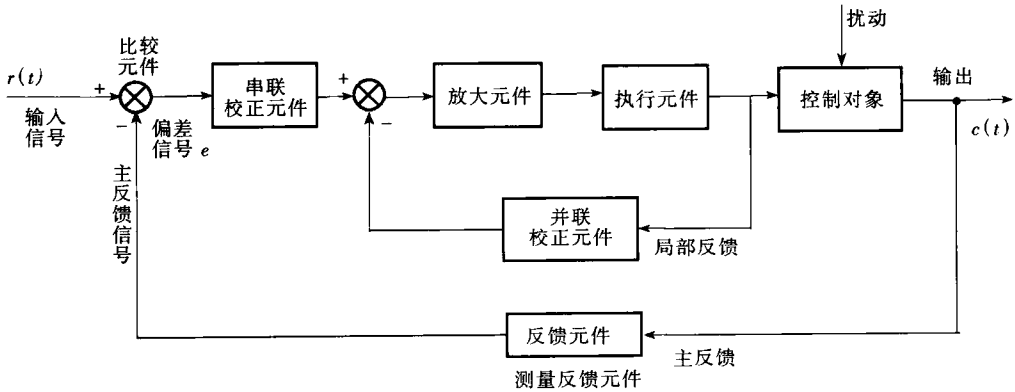 扰动
比较
元件
r(t)
+
输入
信号
-
偏差
信号 e
主反馈信号
串联
校正元件
+
-
放大元件
执行元件
控制对象
输出
c(t)
并联
校正元件
局部反馈
反馈元件
主反馈
测量反馈元件